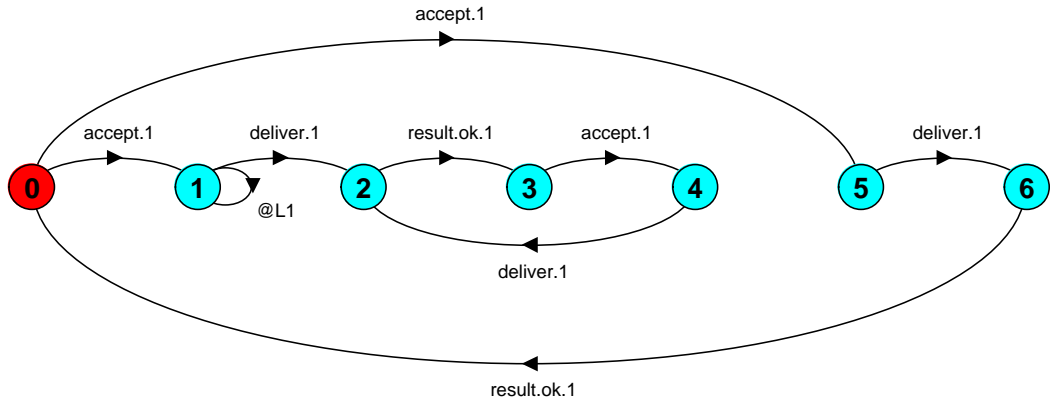 accept.1
accept.1 deliver.1 result.ok.1 accept.1 deliver.1
0 1 2 3 4 5 6
@L1
deliver.1
result.ok.1